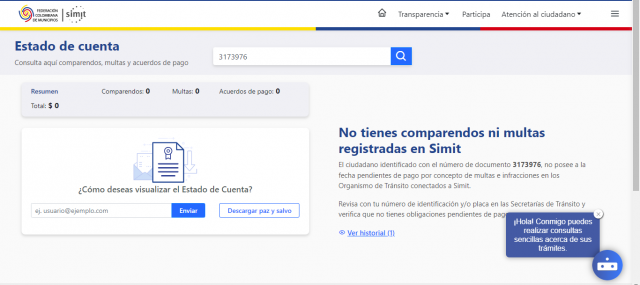 FEDERACIÓN
COLOMBIANA
DE MUNICIPIOS
simit
Transparencia
Participa
Atención al ciudadano
Estado de cuenta
Consulta aquí comparendos, multas y acuerdos de pago
3173976
Resumen
Comparendos: 0
Multas: 0
Acuerdos de pago: 0
Total: $ 0
¿Cómo deseas visualizar el Estado de Cuenta?
ej. usuario@ejemplo.com
Enviar
Descargar paz y salvo
No tienes comparendos ni multas
registradas en Simit
El ciudadano identificado con el número de documento 3173976, no posee a la
fecha pendientes de pago por concepto de multas e infracciones en los
Organismo de Tránsito conectados a Simit.
Revisa con tu número de identificación y/o placa en las Secretarías de Tránsito y
verifica que no tienes obligaciones pendientes de pag
Ver historial (1)
¡Hola! Conmigo puedes
realizar consultas
sencillas acerca de sus
trámites.